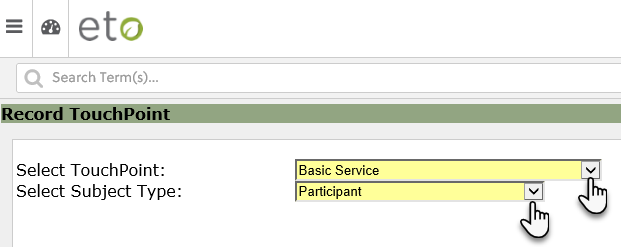 eto
Search Term(s)...
Record TouchPoint
Select TouchPoint: Basic Service
Select Subject Type: Participant